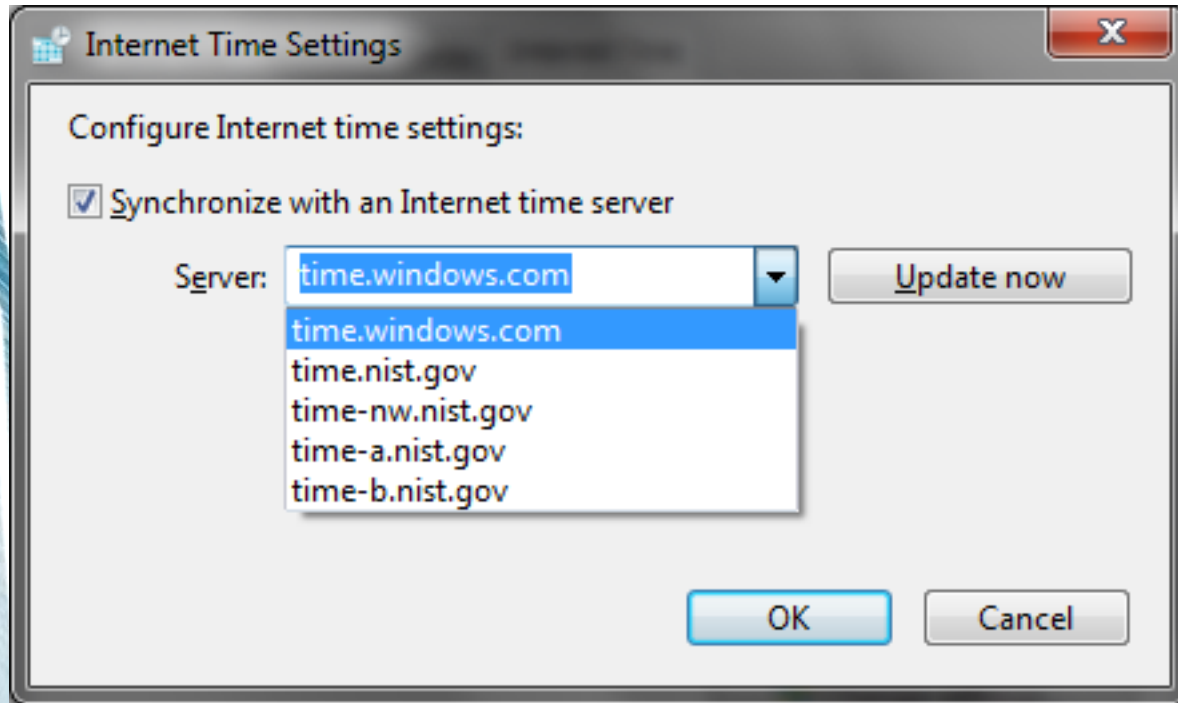 Internet Time Settings
Configure Internet time settings:
Synchronize with an Internet time server
Server: time.windows.com Update now
time.windows.com
time.nist.gov
time-nw.nist.gov
time-a.nist.gov
time-b.nist.gov
OK Cancel